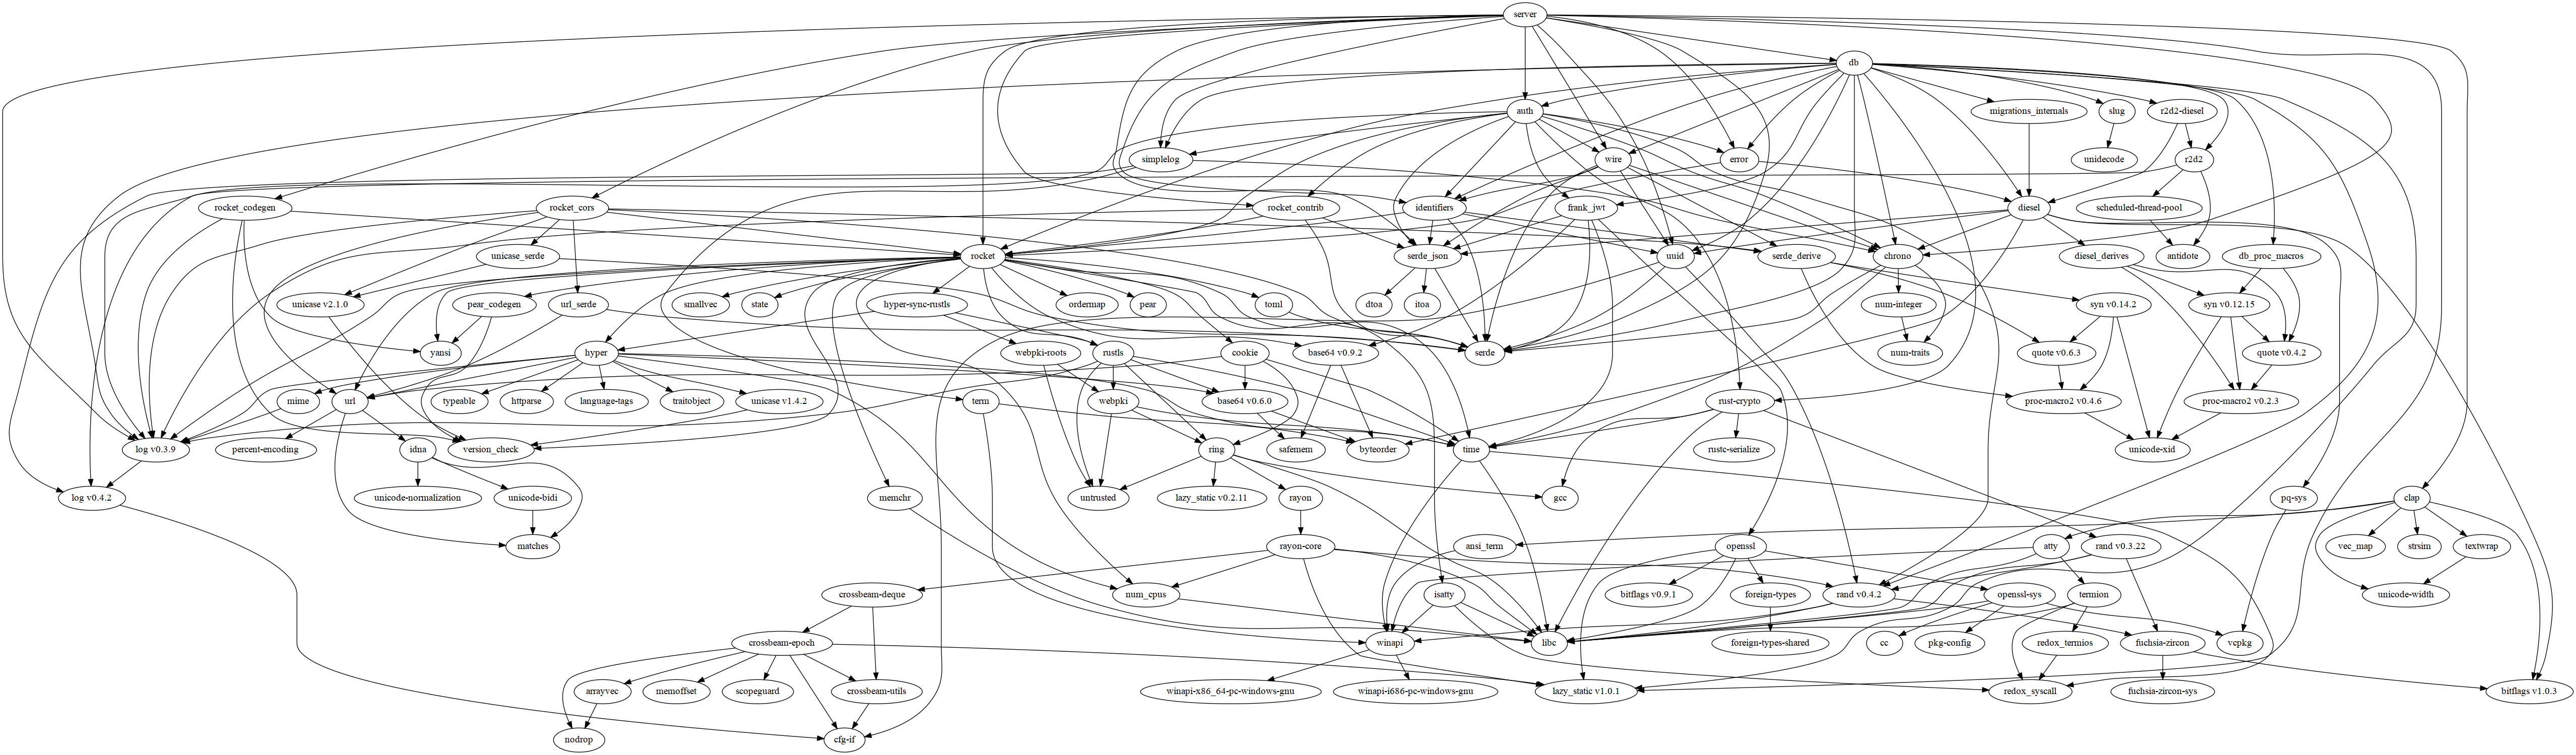 server
db
auth
migrations_internals
slug
r2d2-diesel
simplelog
wire
error
unidecode
r2d2
rocket_codegen
rocket_cors
rocket_contrib
identifiers
frank_jwt
diesel
scheduled-thread-pool
unicase_serde
rocket
serde_json
uuid
serde_derive
chrono
diesel_derives
antidote
db_proc_macros
unicase v2.1.0
pear_codegen
url_serde
smallvec
state
hyper-sync-rustls
ordermap
pear
toml
dtoa
itoa
num-integer
syn v0.14.2
syn v0.12.15
yansi
hyper
webpki-roots
rustls
cookie
base64 v0.9.2
serde
num-traits
quote v0.6.3
quote v0.4.2
mime
url
typeable
httparse
language-tags
traitobject
unicase v1.4.2
term
webpki
base64 v0.6.0
rust-crypto
proc-macro2 v0.4.6
proc-macro2 v0.2.3
log v0.3.9
percent-encoding
idna
version_check
ring
safemem
byteorder
time
rustc-serialize
unicode-xid
log v0.4.2
unicode-normalization
unicode-bidi
memchr
untrusted
lazy_static v0.2.11
rayon
gcc
pq-sys
clap
matches
rayon-core
ansi_term
openssl
atty
rand v0.3.22
vec_map
strsim
textwrap
crossbeam-deque
num_cpus
isatty
bitflags v0.9.1
foreign-types
rand v0.4.2
openssl-sys
termion
unicode-width
crossbeam-epoch
winapi
libc
foreign-types-shared
cc
pkg-config
redox_termios
fuchsia-zircon
vcpkg
arrayvec
memoffset
scopeguard
crossbeam-utils
winapi-x86_64-pc-windows-gnu
winapi-i686-pc-windows-gnu
lazy_static v1.0.1
redox_syscall
fuchsia-zircon-sys
bitflags v1.0.3
nodrop
cfg-if